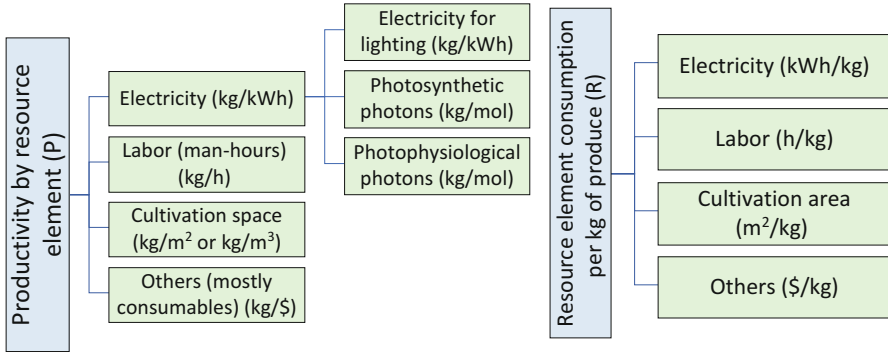 Productivity by resource
element (P)
Electricity (kg/kWh)
Labor (man-hours)
(kg/h)
Cultivation space
(kg/m² or kg/m³)
Others (mostly
consumables) (kg/$)
Electricity for
lighting (kg/kWh)
Photosynthetic
photons (kg/mol)
Photophysiological
photons (kg/mol)
Resource element consumption
per kg of produce (R)
Electricity (kWh/kg)
Labor (h/kg)
Cultivation area
(m²/kg)
Others ($/kg)